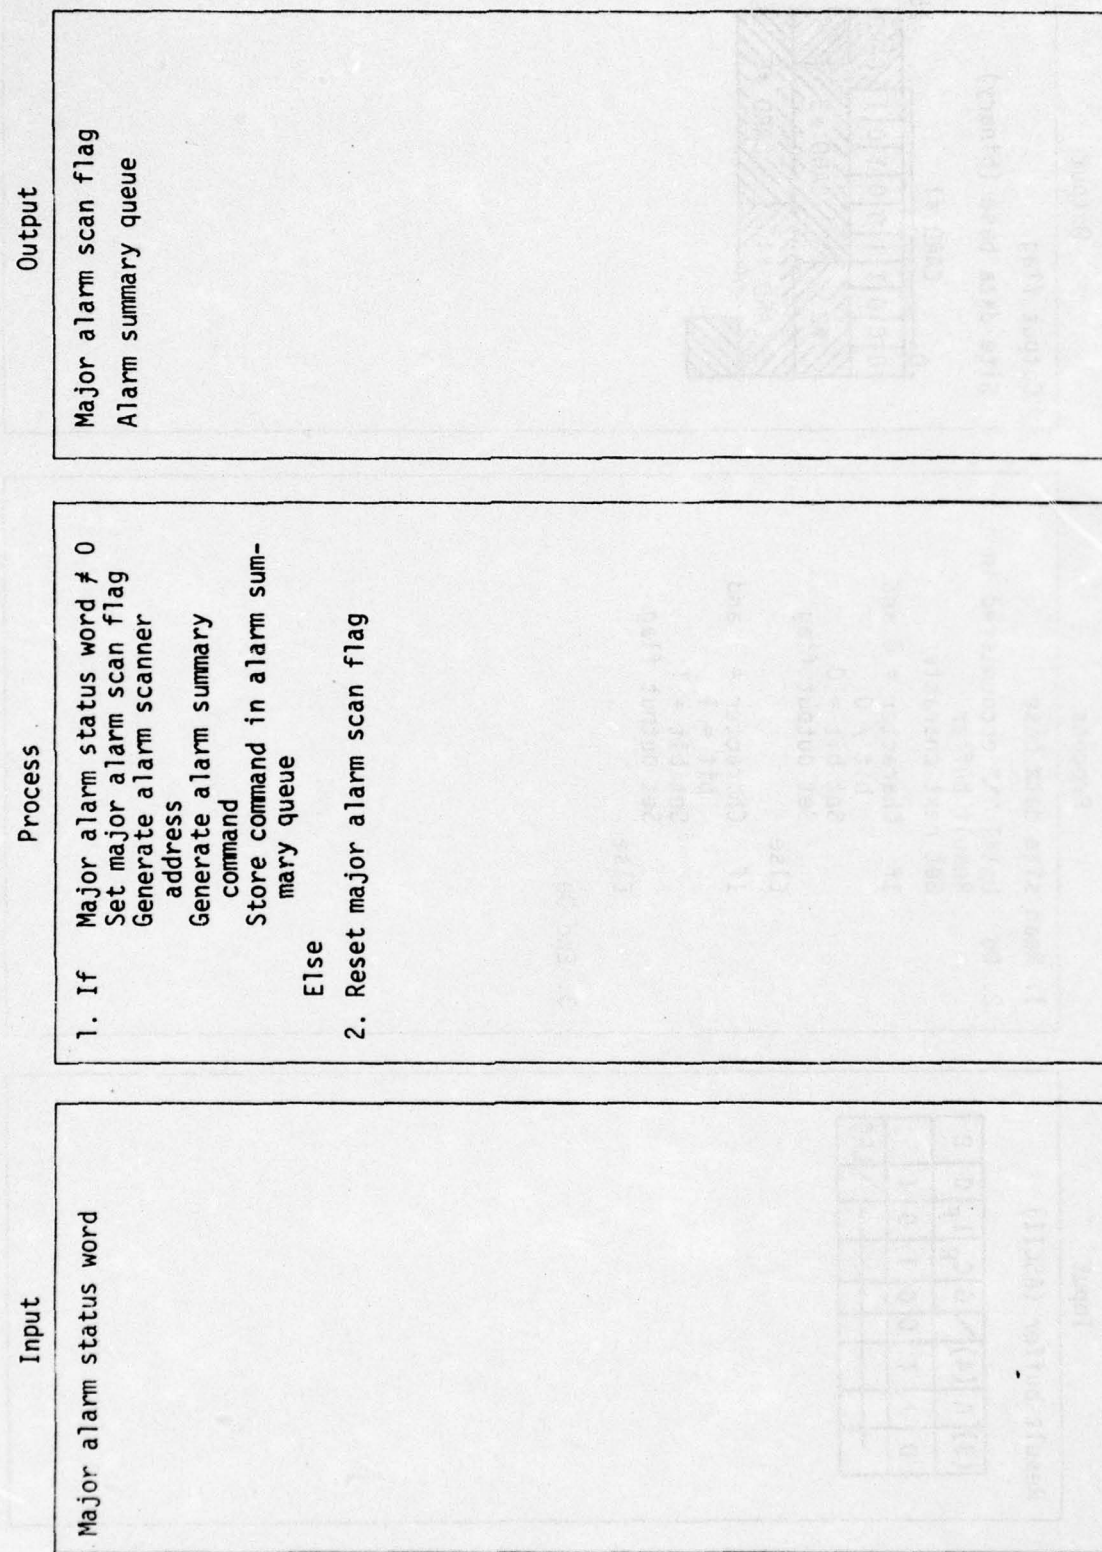 Input
Major alarm status word
Process
1. If Major alarm status word ≠ 0
Set major alarm scan flag
Generate alarm scanner
address
Generate alarm summary
command
Store command in alarm sum-
mary queue
Else
2. Reset major alarm scan flag
Output
Major alarm scan flag
Alarm summary queue